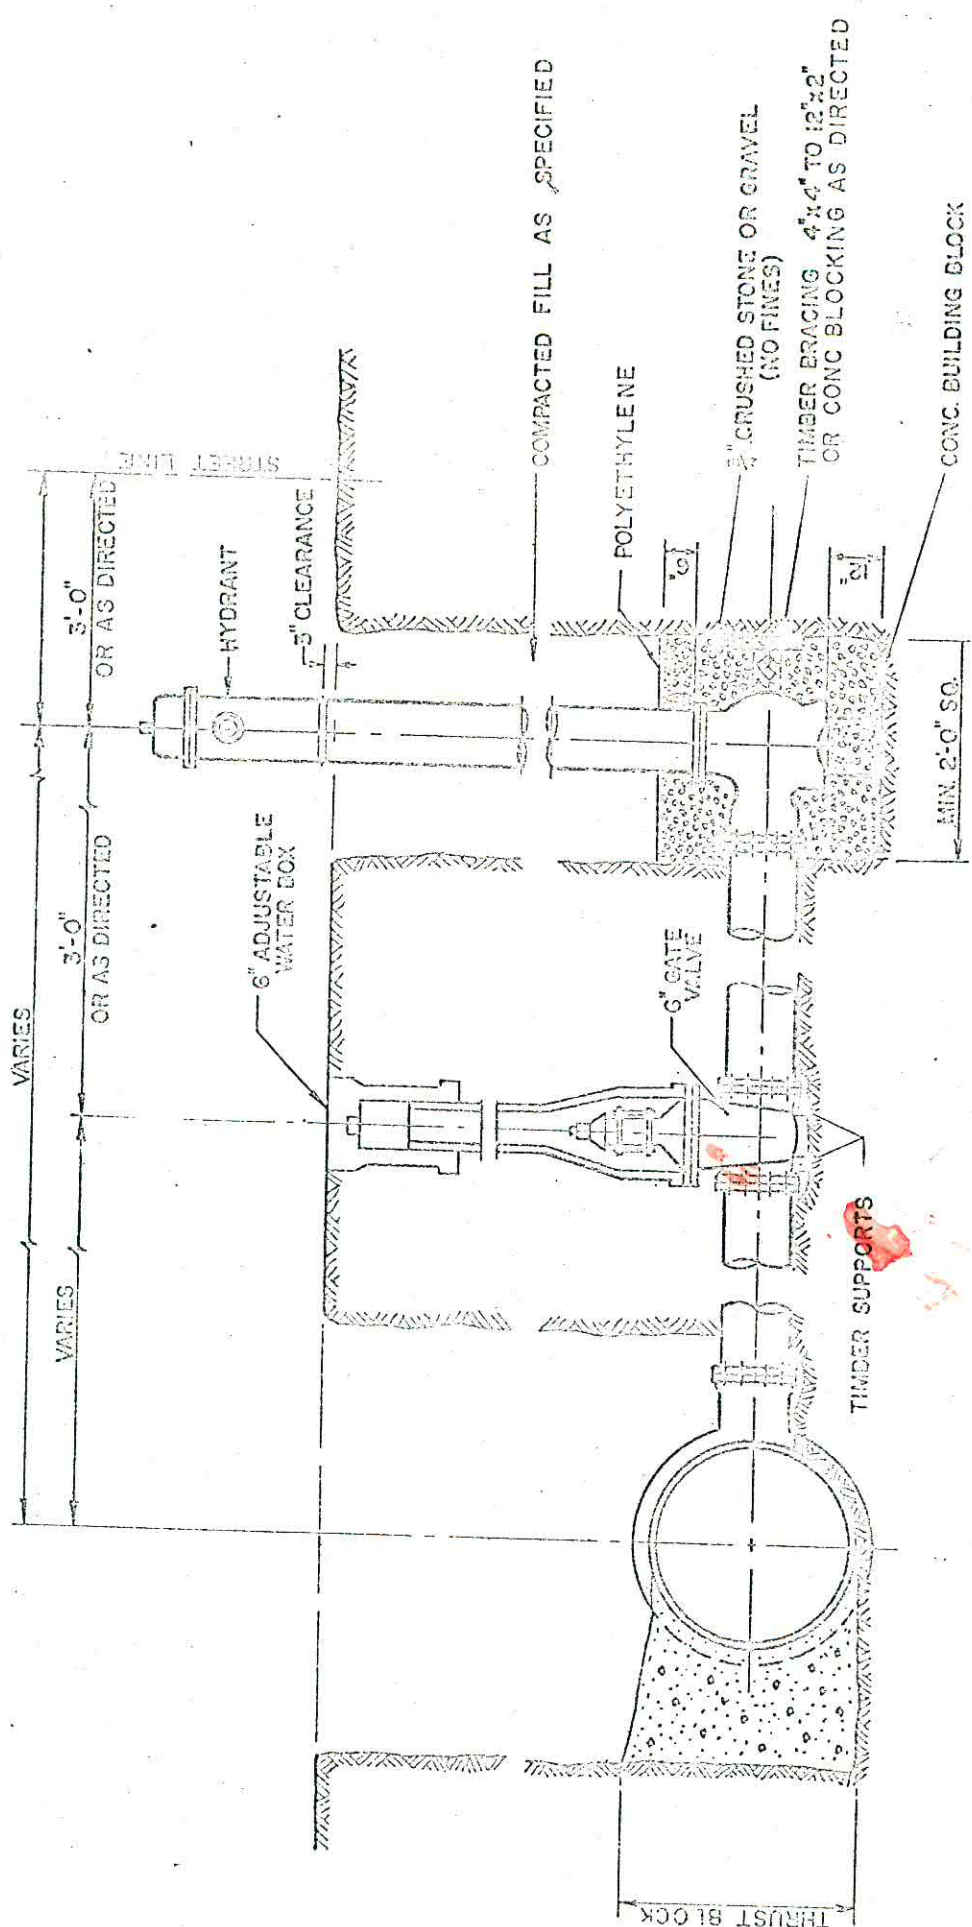 VARIES
VARIES
3'-0"
OR AS DIRECTED
3'-0"
OR AS DIRECTED
STREET LINE
HYDRANT
3" CLEARANCE
6" ADJUSTABLE
WATER BOX
COMPACTED FILL AS SPECIFIED
POLYETHYLENE
6"
3/4" CRUSHED STONE OR GRAVEL
(NO FINES)
TIMBER BRACING 4"x4" TO 12"x2"
OR CONC BLOCKING AS DIRECTED
12"
CONC. BUILDING BLOCK
MIN. 2'-0" SQ.
6" GATE
VALVE
TIMBER SUPPORTS
THRUST BLOCK